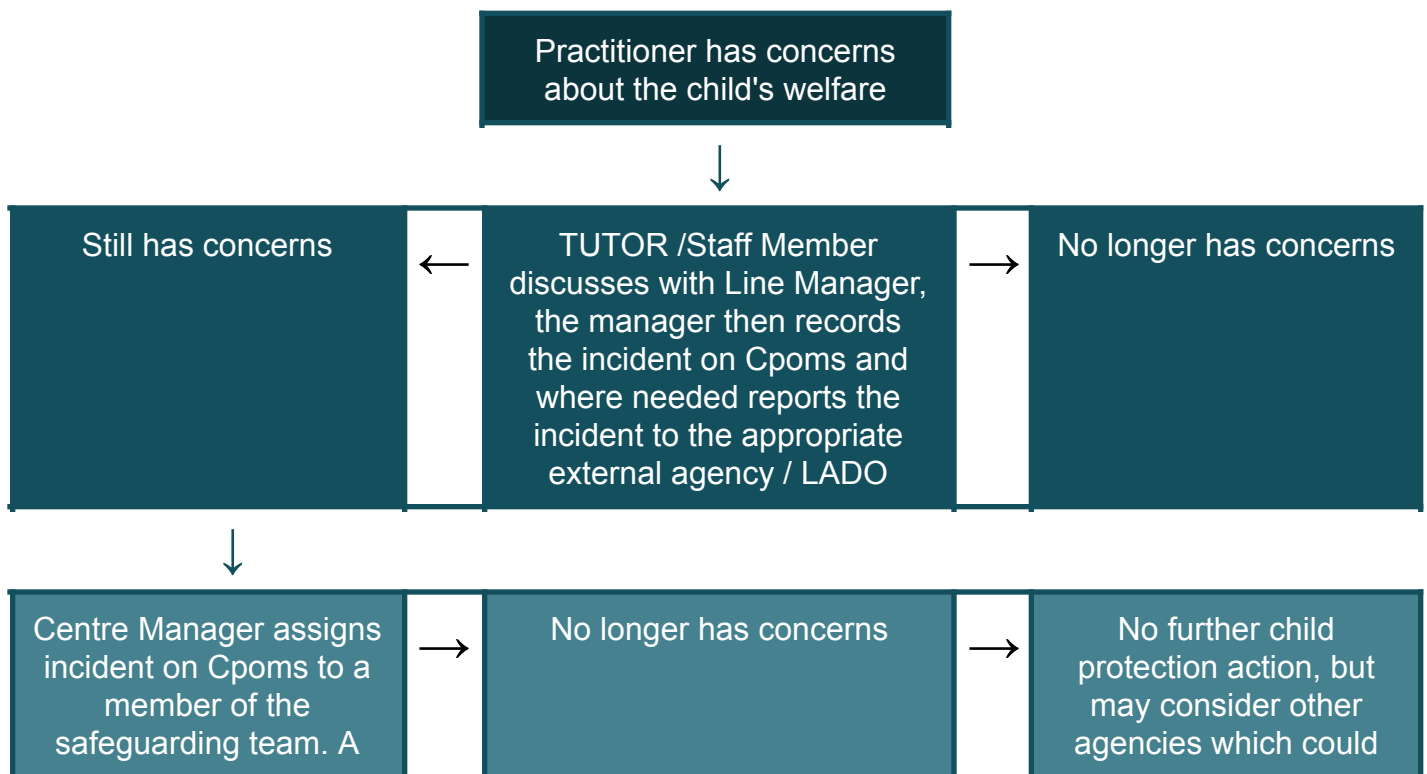 Practitioner has concerns
about the child's welfare
↓
Still has concerns
←
TUTOR /Staff Member
discusses with Line Manager,
the manager then records
the incident on Cpoms and
where needed reports the
incident to the appropriate
external agency / LADO
→
No longer has concerns
↓
Centre Manager assigns
incident on Cpoms to a
member of the
safeguarding team. A
→
No longer has concerns
→
No further child
protection action, but
may consider other
agencies which could